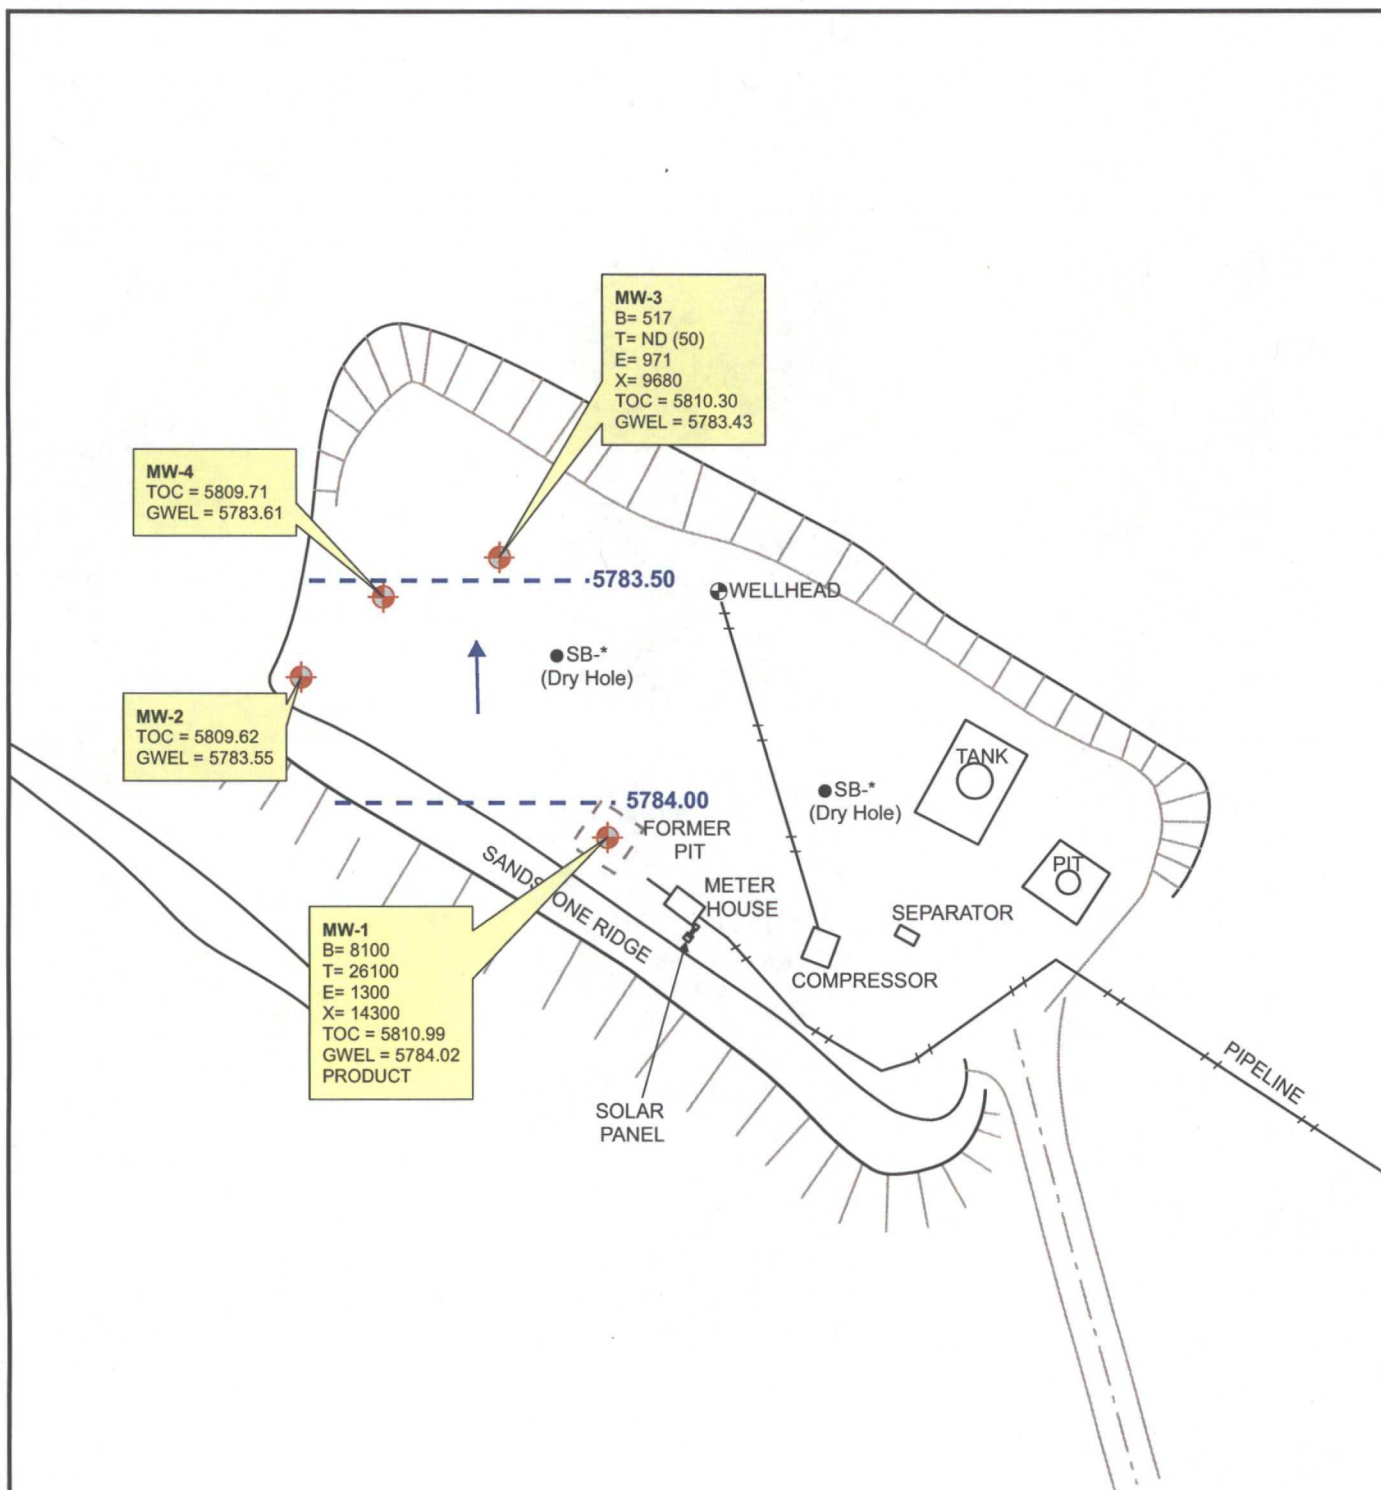 MW-3
B= 517
T= ND (50)
E= 971
X= 9680
TOC = 5810.30
GWEL = 5783.43
MW-4
TOC = 5809.71
GWEL = 5783.61
5783.50
WELLHEAD
SB-*
(Dry Hole)
MW-2
TOC = 5809.62
GWEL = 5783.55
TANK
5784.00
SB-*
(Dry Hole)
FORMER
PIT
PIT
SANDSTONE RIDGE
METER
HOUSE
SEPARATOR
MW-1
B= 8100
T= 26100
E= 1300
X= 14300
TOC = 5810.99
GWEL = 5784.02
PRODUCT
COMPRESSOR
PIPELINE
SOLAR
PANEL